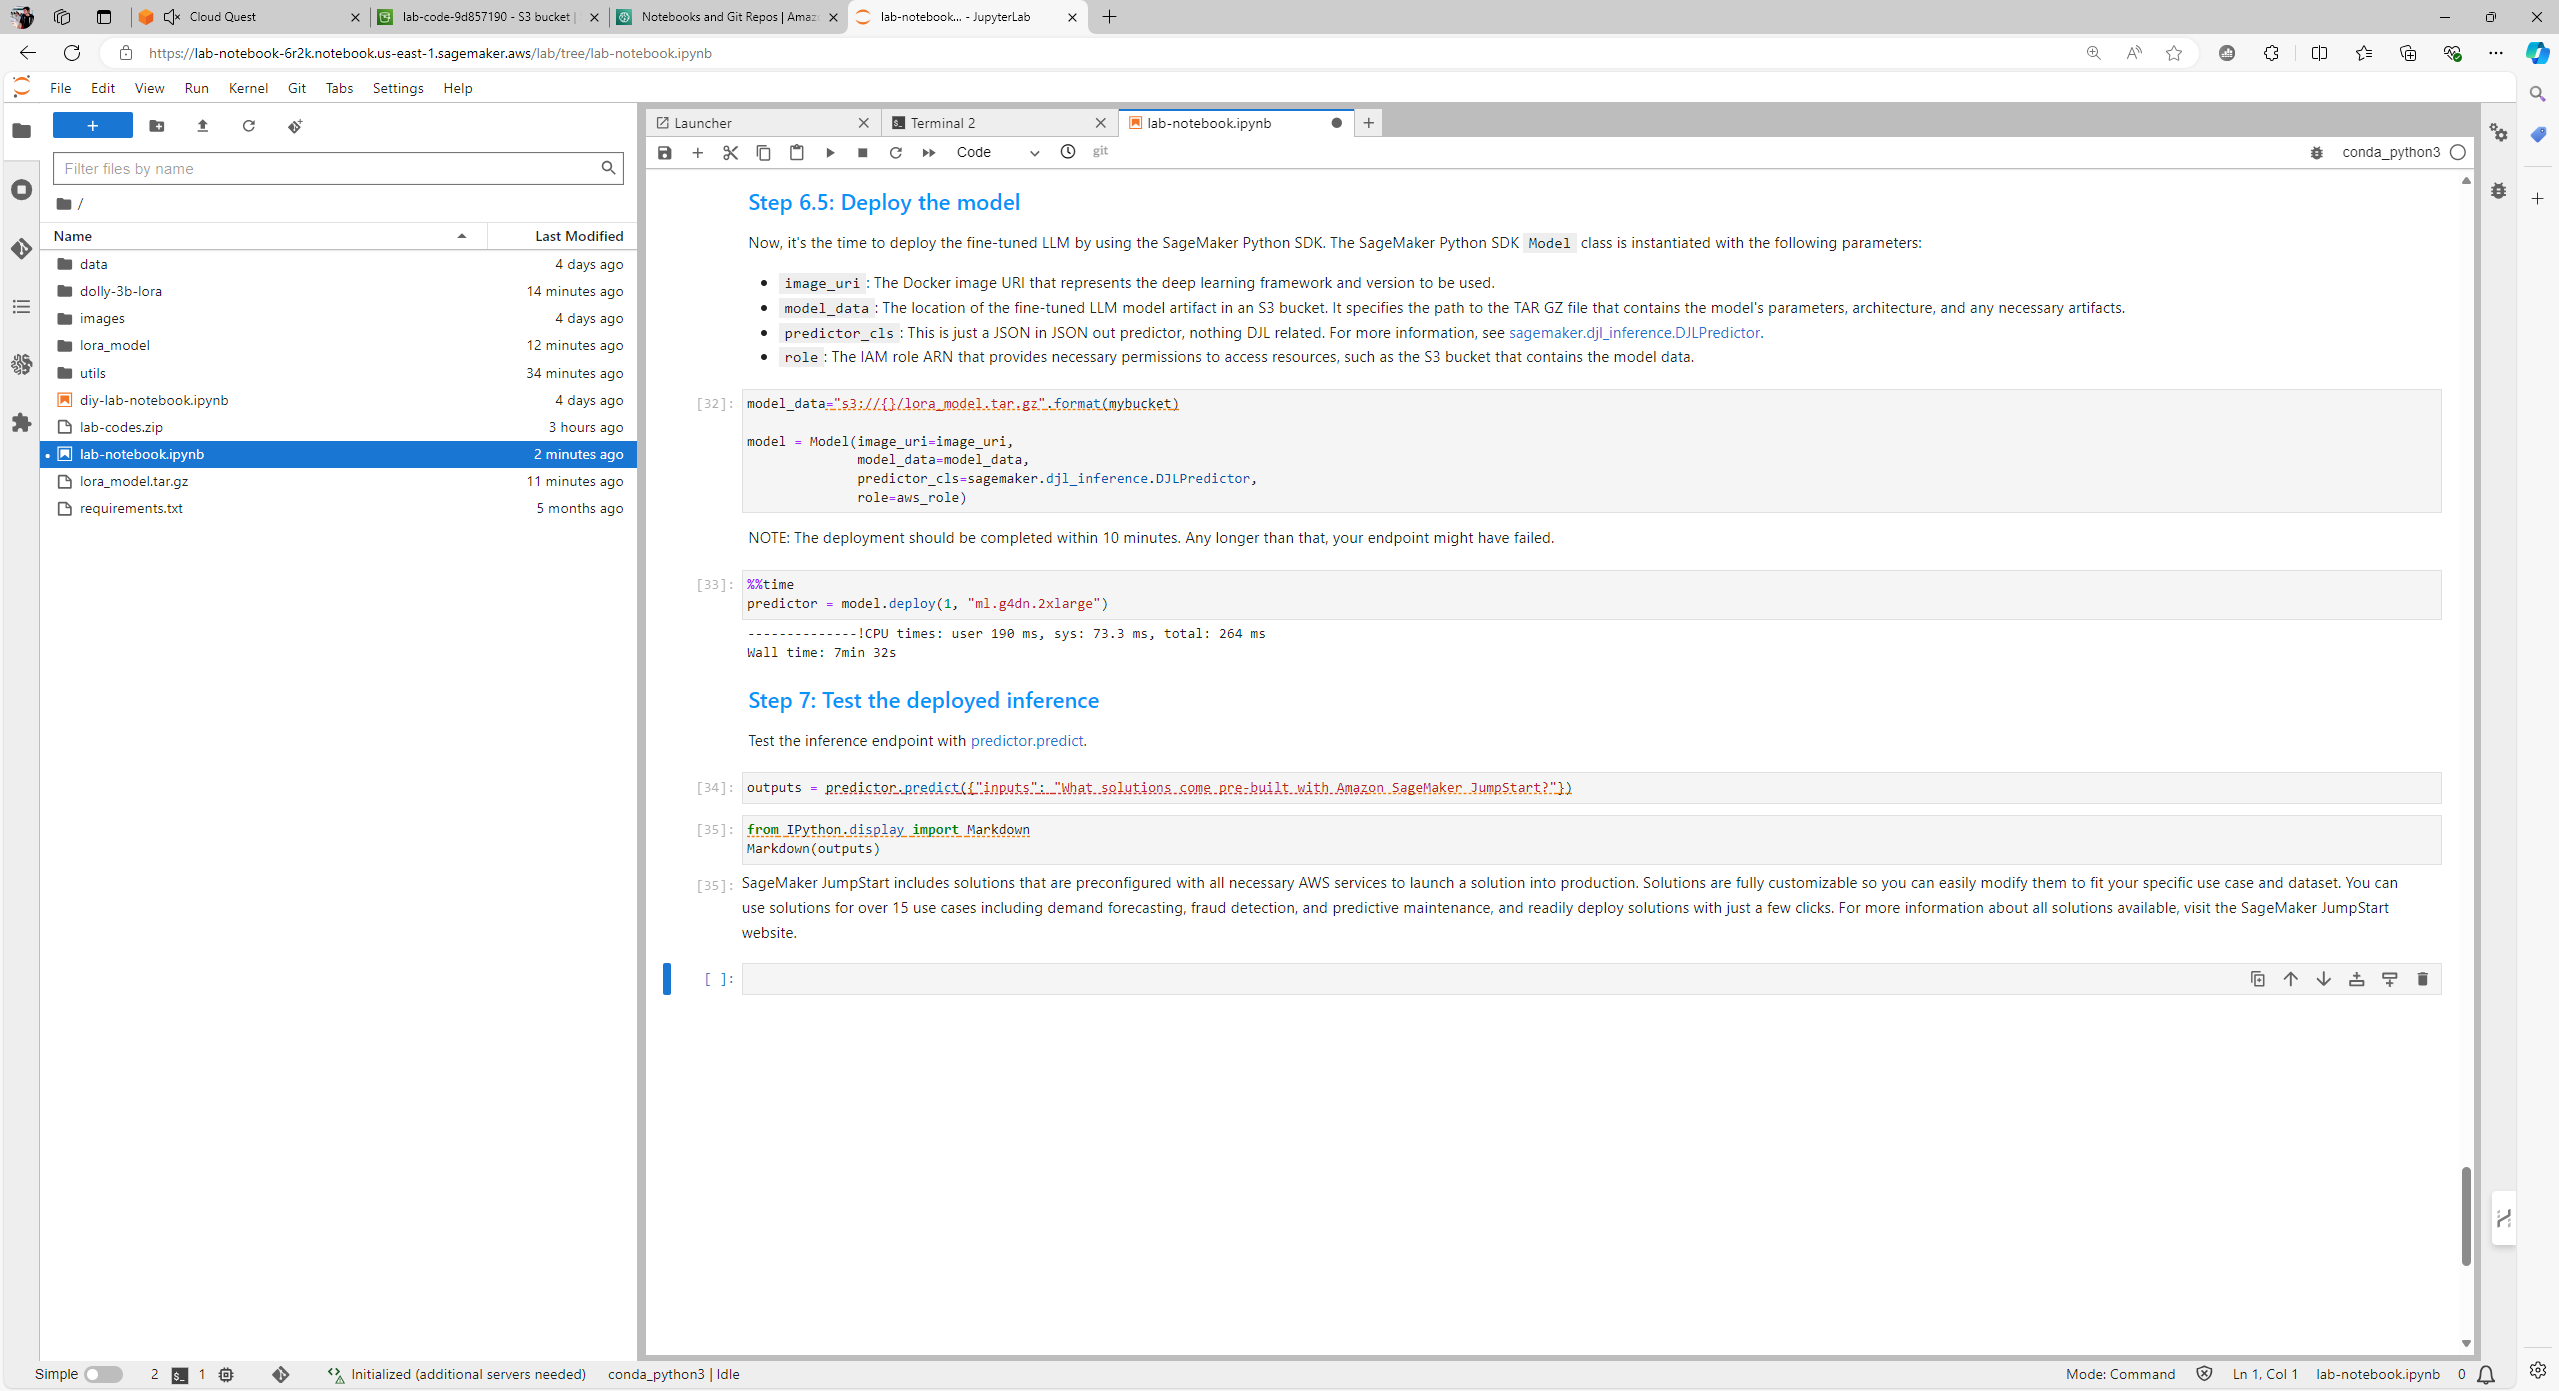 Cloud Quest
lab-code-9d857190 - S3 bucket |
Notebooks and Git Repos | Amaz
lab-notebook... - JupyterLab
https://lab-notebook-6r2k.notebook.us-east-1.sagemaker.aws/lab/tree/lab-notebook.ipynb
File Edit View Run Kernel Git Tabs Settings Help
Filter files by name
/
Name Last Modified
data 4 days ago
dolly-3b-lora 14 minutes ago
images 4 days ago
lora_model 12 minutes ago
utils 34 minutes ago
diy-lab-notebook.ipynb 4 days ago
lab-codes.zip 3 hours ago
lab-notebook.ipynb 2 minutes ago
lora_model.tar.gz 11 minutes ago
requirements.txt 5 months ago
Launcher
Terminal 2
lab-notebook.ipynb
Code
git
conda_python3
Step 6.5: Deploy the model
Now, it's the time to deploy the fine-tuned LLM by using the SageMaker Python SDK. The SageMaker Python SDK Model class is instantiated with the following parameters:
• image_uri : The Docker image URI that represents the deep learning framework and version to be used.
• model_data : The location of the fine-tuned LLM model artifact in an S3 bucket. It specifies the path to the TAR GZ file that contains the model's parameters, architecture, and any necessary artifacts.
• predictor_cls : This is just a JSON in JSON out predictor, nothing DJL related. For more information, see sagemaker.djl_inference.DJLPredictor.
• role : The IAM role ARN that provides necessary permissions to access resources, such as the S3 bucket that contains the model data.
[32]: model_data="s3://{}/lora_model.tar.gz".format(mybucket)
model = Model(image_uri=image_uri,
model_data=model_data,
predictor_cls=sagemaker.djl_inference.DJLPredictor,
role=aws_role)
NOTE: The deployment should be completed within 10 minutes. Any longer than that, your endpoint might have failed.
[33]: %%time
predictor = model.deploy(1, "ml.g4dn.2xlarge")
--------------!CPU times: user 190 ms, sys: 73.3 ms, total: 264 ms
Wall time: 7min 32s
Step 7: Test the deployed inference
Test the inference endpoint with predictor.predict.
[34]: outputs = predictor.predict({"inputs": "What solutions come pre-built with Amazon SageMaker JumpStart?"})
[35]: from IPython.display import Markdown
Markdown(outputs)
[35]: SageMaker JumpStart includes solutions that are preconfigured with all necessary AWS services to launch a solution into production. Solutions are fully customizable so you can easily modify them to fit your specific use case and dataset. You can
use solutions for over 15 use cases including demand forecasting, fraud detection, and predictive maintenance, and readily deploy solutions with just a few clicks. For more information about all solutions available, visit the SageMaker JumpStart
website.
[ ]:
Simple 2 1 Initialized (additional servers needed) conda_python3 | Idle
Mode: Command Ln 1, Col 1 lab-notebook.ipynb 0